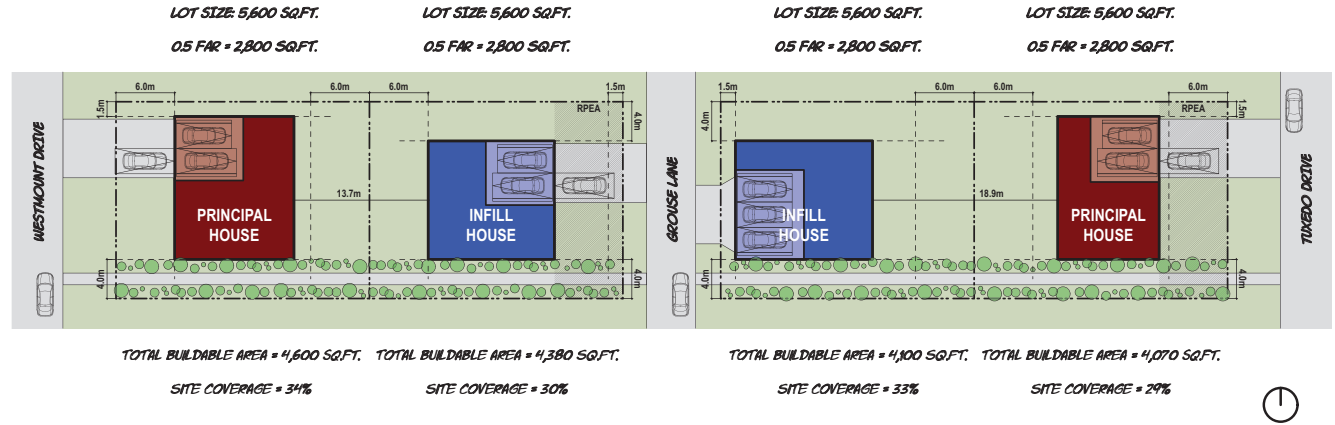 LOT SIZE: 5,600 SQ.FT.
LOT SIZE: 5,600 SQ.FT.
LOT SIZE: 5,600 SQ.FT.
LOT SIZE: 5,600 SQ.FT.
0.5 FAR = 2,800 SQ.FT.
0.5 FAR = 2,800 SQ.FT.
0.5 FAR = 2,800 SQ.FT.
0.5 FAR = 2,800 SQ.FT.
6.0m
6.0m
6.0m
1.5m
1.5m
6.0m
6.0m
1.5m
RPEA
4.0m
4.0m
RPEA
1.5m
WESTMOUNT DRIVE
13.7m
GROUSE LANE
18.9m
TUXEDO DRIVE
PRINCIPAL
HOUSE
INFILL
HOUSE
INFILL
HOUSE
PRINCIPAL
HOUSE
4.0m
4.0m
4.0m
4.0m
TOTAL BUILDABLE AREA = 4,600 SQ.FT.
TOTAL BUILDABLE AREA = 4,380 SQ.FT.
TOTAL BUILDABLE AREA = 4,100 SQ.FT.
TOTAL BUILDABLE AREA = 4,070 SQ.FT.
SITE COVERAGE = 34%
SITE COVERAGE = 30%
SITE COVERAGE = 33%
SITE COVERAGE = 29%